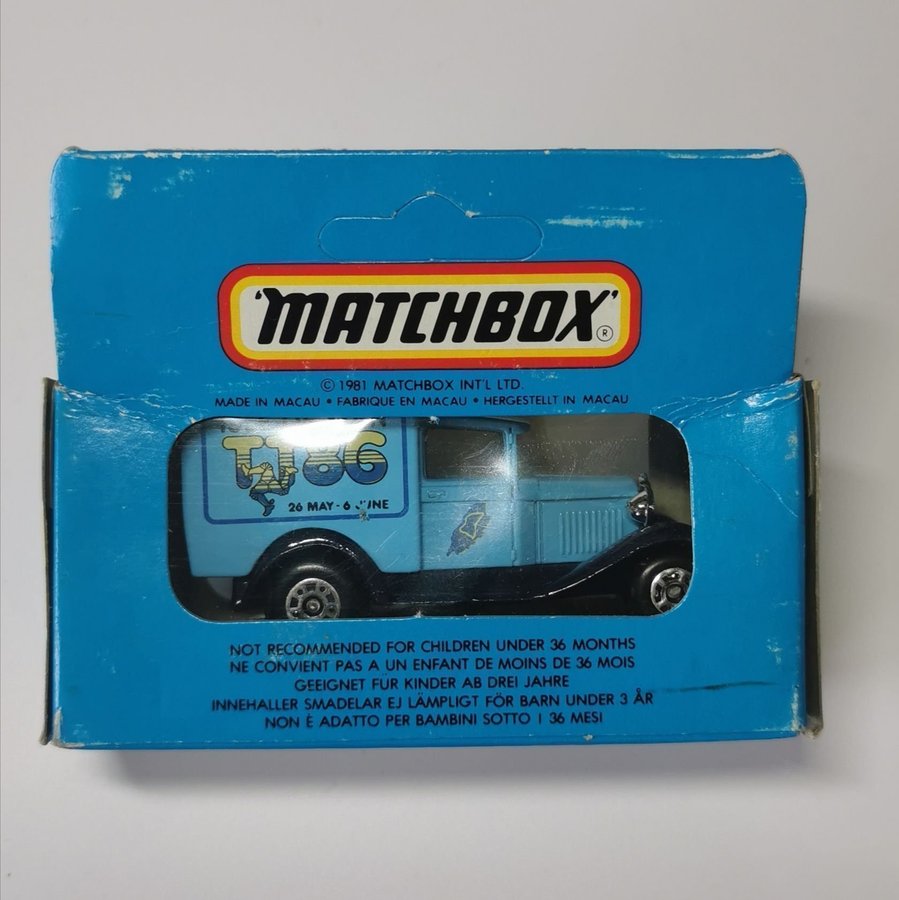 'MATCHBOX'®
© 1981 MATCHBOX INT'L LTD.
MADE IN MACAU • FABRIQUE EN MACAU • HERGESTELLT IN MACAU
TT86
26 MAY - 6 JUNE
NOT RECOMMENDED FOR CHILDREN UNDER 36 MONTHS
NE CONVIENT PAS A UN ENFANT DE MOINS DE 36 MOIS
GEEIGNET FÜR KINDER AB DREI JAHRE
INNEHALLER SMADELAR EJ LÄMPLIGT FÖR BARN UNDER 3 ÅR
NON È ADATTO PER BAMBINI SOTTO I 36 MESI